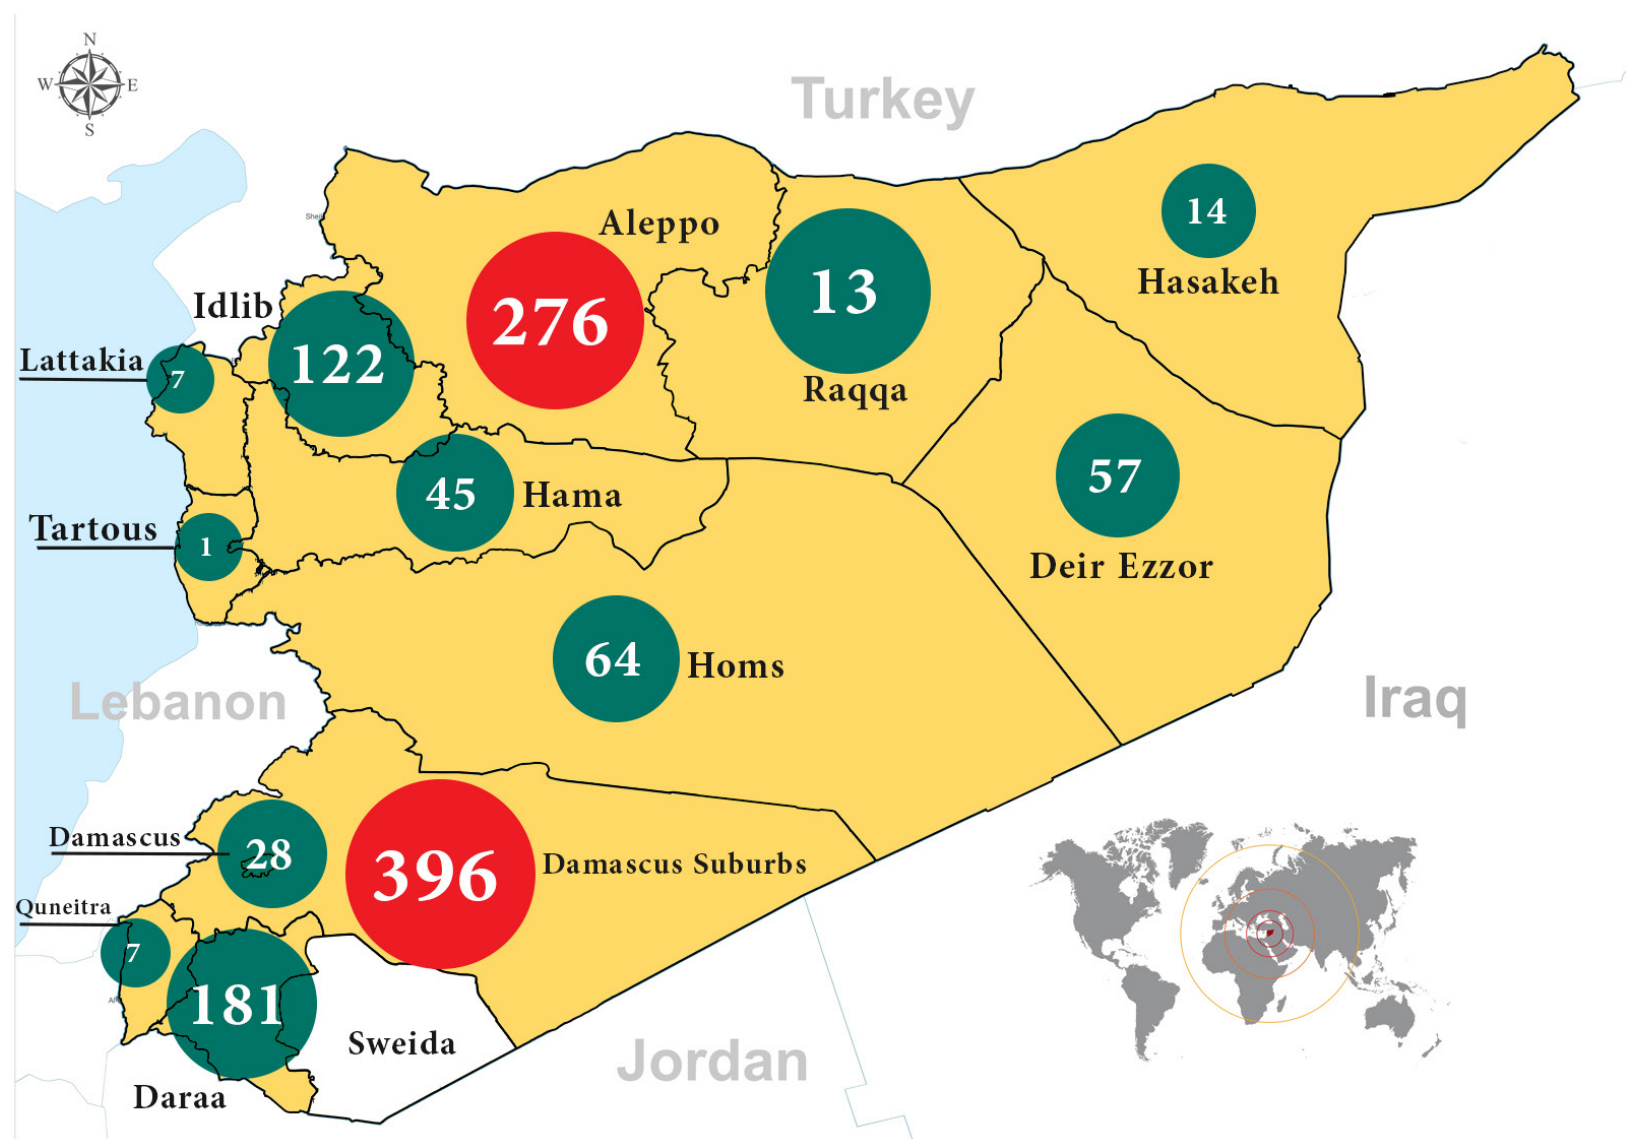 N
W E
S
Turkey
Aleppo
276
13
Raqqa
14
Hasakeh
Idlib
122
Lattakia
7
45
Hama
57
Deir Ezzor
Tartous
1
64
Homs
Lebanon
Iraq
Damascus
28
396
Damascus Suburbs
Quneitra
7
181
Sweida
Daraa
Jordan